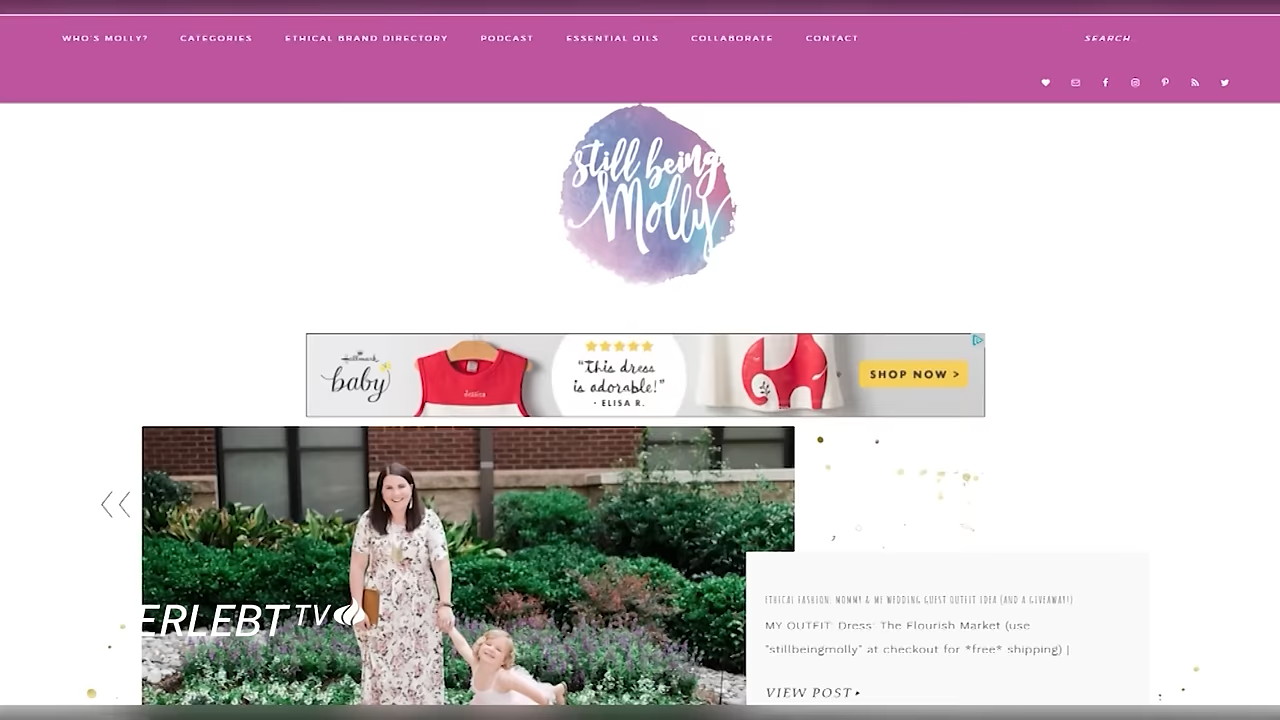 WHO'S MOLLY? CATEGORIES ETHICAL BRAND DIRECTORY PODCAST ESSENTIAL OILS COLLABORATE CONTACT SEARCH
still being
Molly
Hallmark
baby
Jessica
"this dress
is adorable!"
- ELISA R.
SHOP NOW >
ERLEBT TV
ETHICAL FASHION: MOMMY & ME WEDDING GUEST OUTFIT IDEA (AND A GIVEAWAY!)
MY OUTFIT: Dress: The Flourish Market (use
"stillbeingmolly" at checkout for *free* shipping) |
VIEW POST ▸